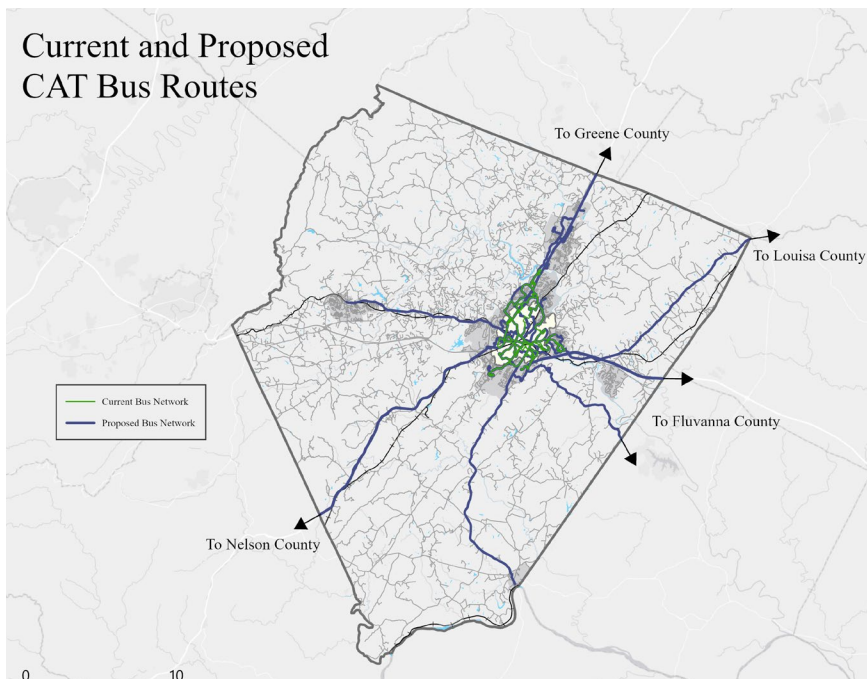 Current and Proposed
CAT Bus Routes
To Greene County
To Louisa County
Current Bus Network
Proposed Bus Network
To Fluvanna County
To Nelson County
0 10